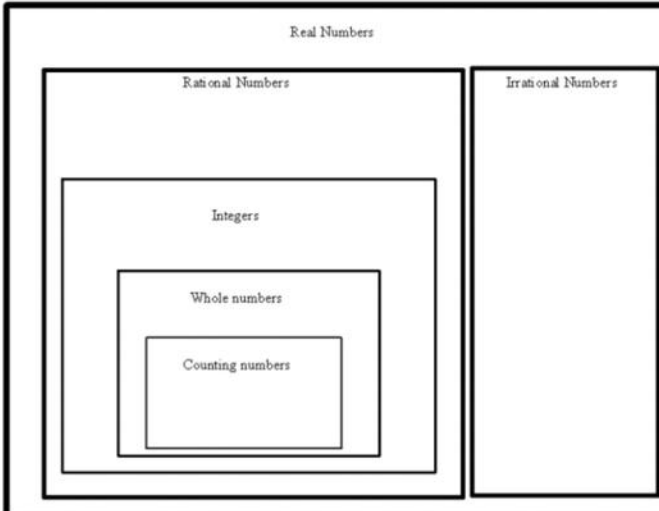 Real Numbers
Rational Numbers
Irrational Numbers
Integers
Whole numbers
Counting numbers